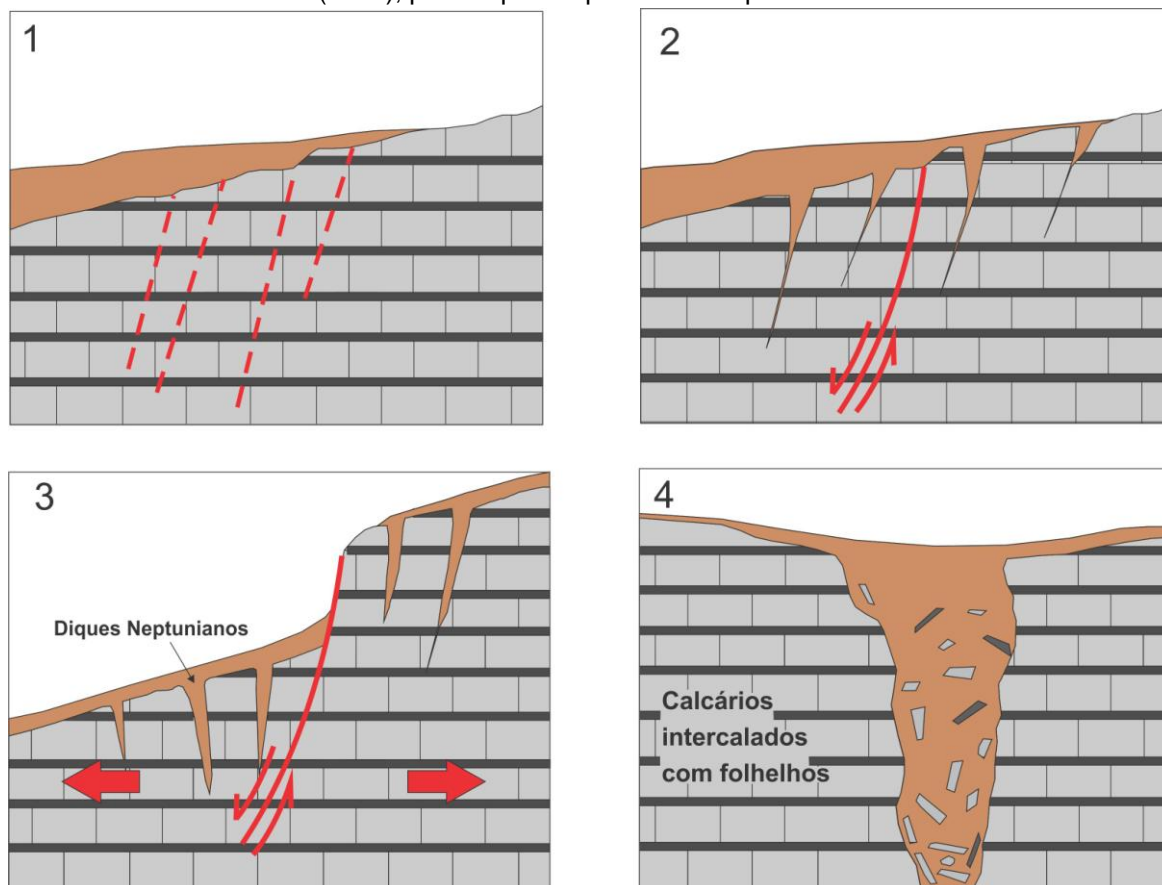 1
2
3
Diques Neptunianos
4
Calcários
intercalados
com folhelhos